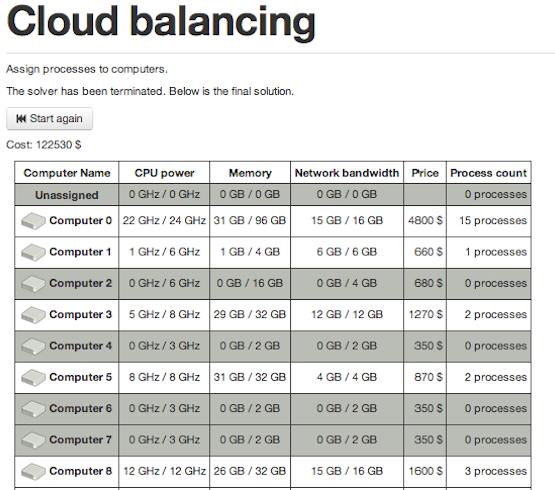 Cloud balancing
Assign processes to computers.
The solver has been terminated. Below is the final solution.
Start again
Cost: 122530 $
Computer Name CPU power Memory Network bandwidth Price Process count
Unassigned 0 GHz / 0 GHz 0 GB / 0 GB 0 GB / 0 GB 0 processes
Computer 0 22 GHz / 24 GHz 31 GB / 96 GB 15 GB / 16 GB 4800 $ 15 processes
Computer 1 1 GHz / 6 GHz 1 GB / 4 GB 6 GB / 6 GB 660 $ 1 processes
Computer 2 0 GHz / 6 GHz 0 GB / 16 GB 0 GB / 4 GB 680 $ 0 processes
Computer 3 5 GHz / 8 GHz 29 GB / 32 GB 12 GB / 12 GB 1270 $ 2 processes
Computer 4 0 GHz / 3 GHz 0 GB / 2 GB 0 GB / 2 GB 350 $ 0 processes
Computer 5 8 GHz / 8 GHz 31 GB / 32 GB 4 GB / 4 GB 870 $ 2 processes
Computer 6 0 GHz / 3 GHz 0 GB / 2 GB 0 GB / 2 GB 350 $ 0 processes
Computer 7 0 GHz / 3 GHz 0 GB / 2 GB 0 GB / 2 GB 350 $ 0 processes
Computer 8 12 GHz / 12 GHz 26 GB / 32 GB 15 GB / 16 GB 1600 $ 3 processes